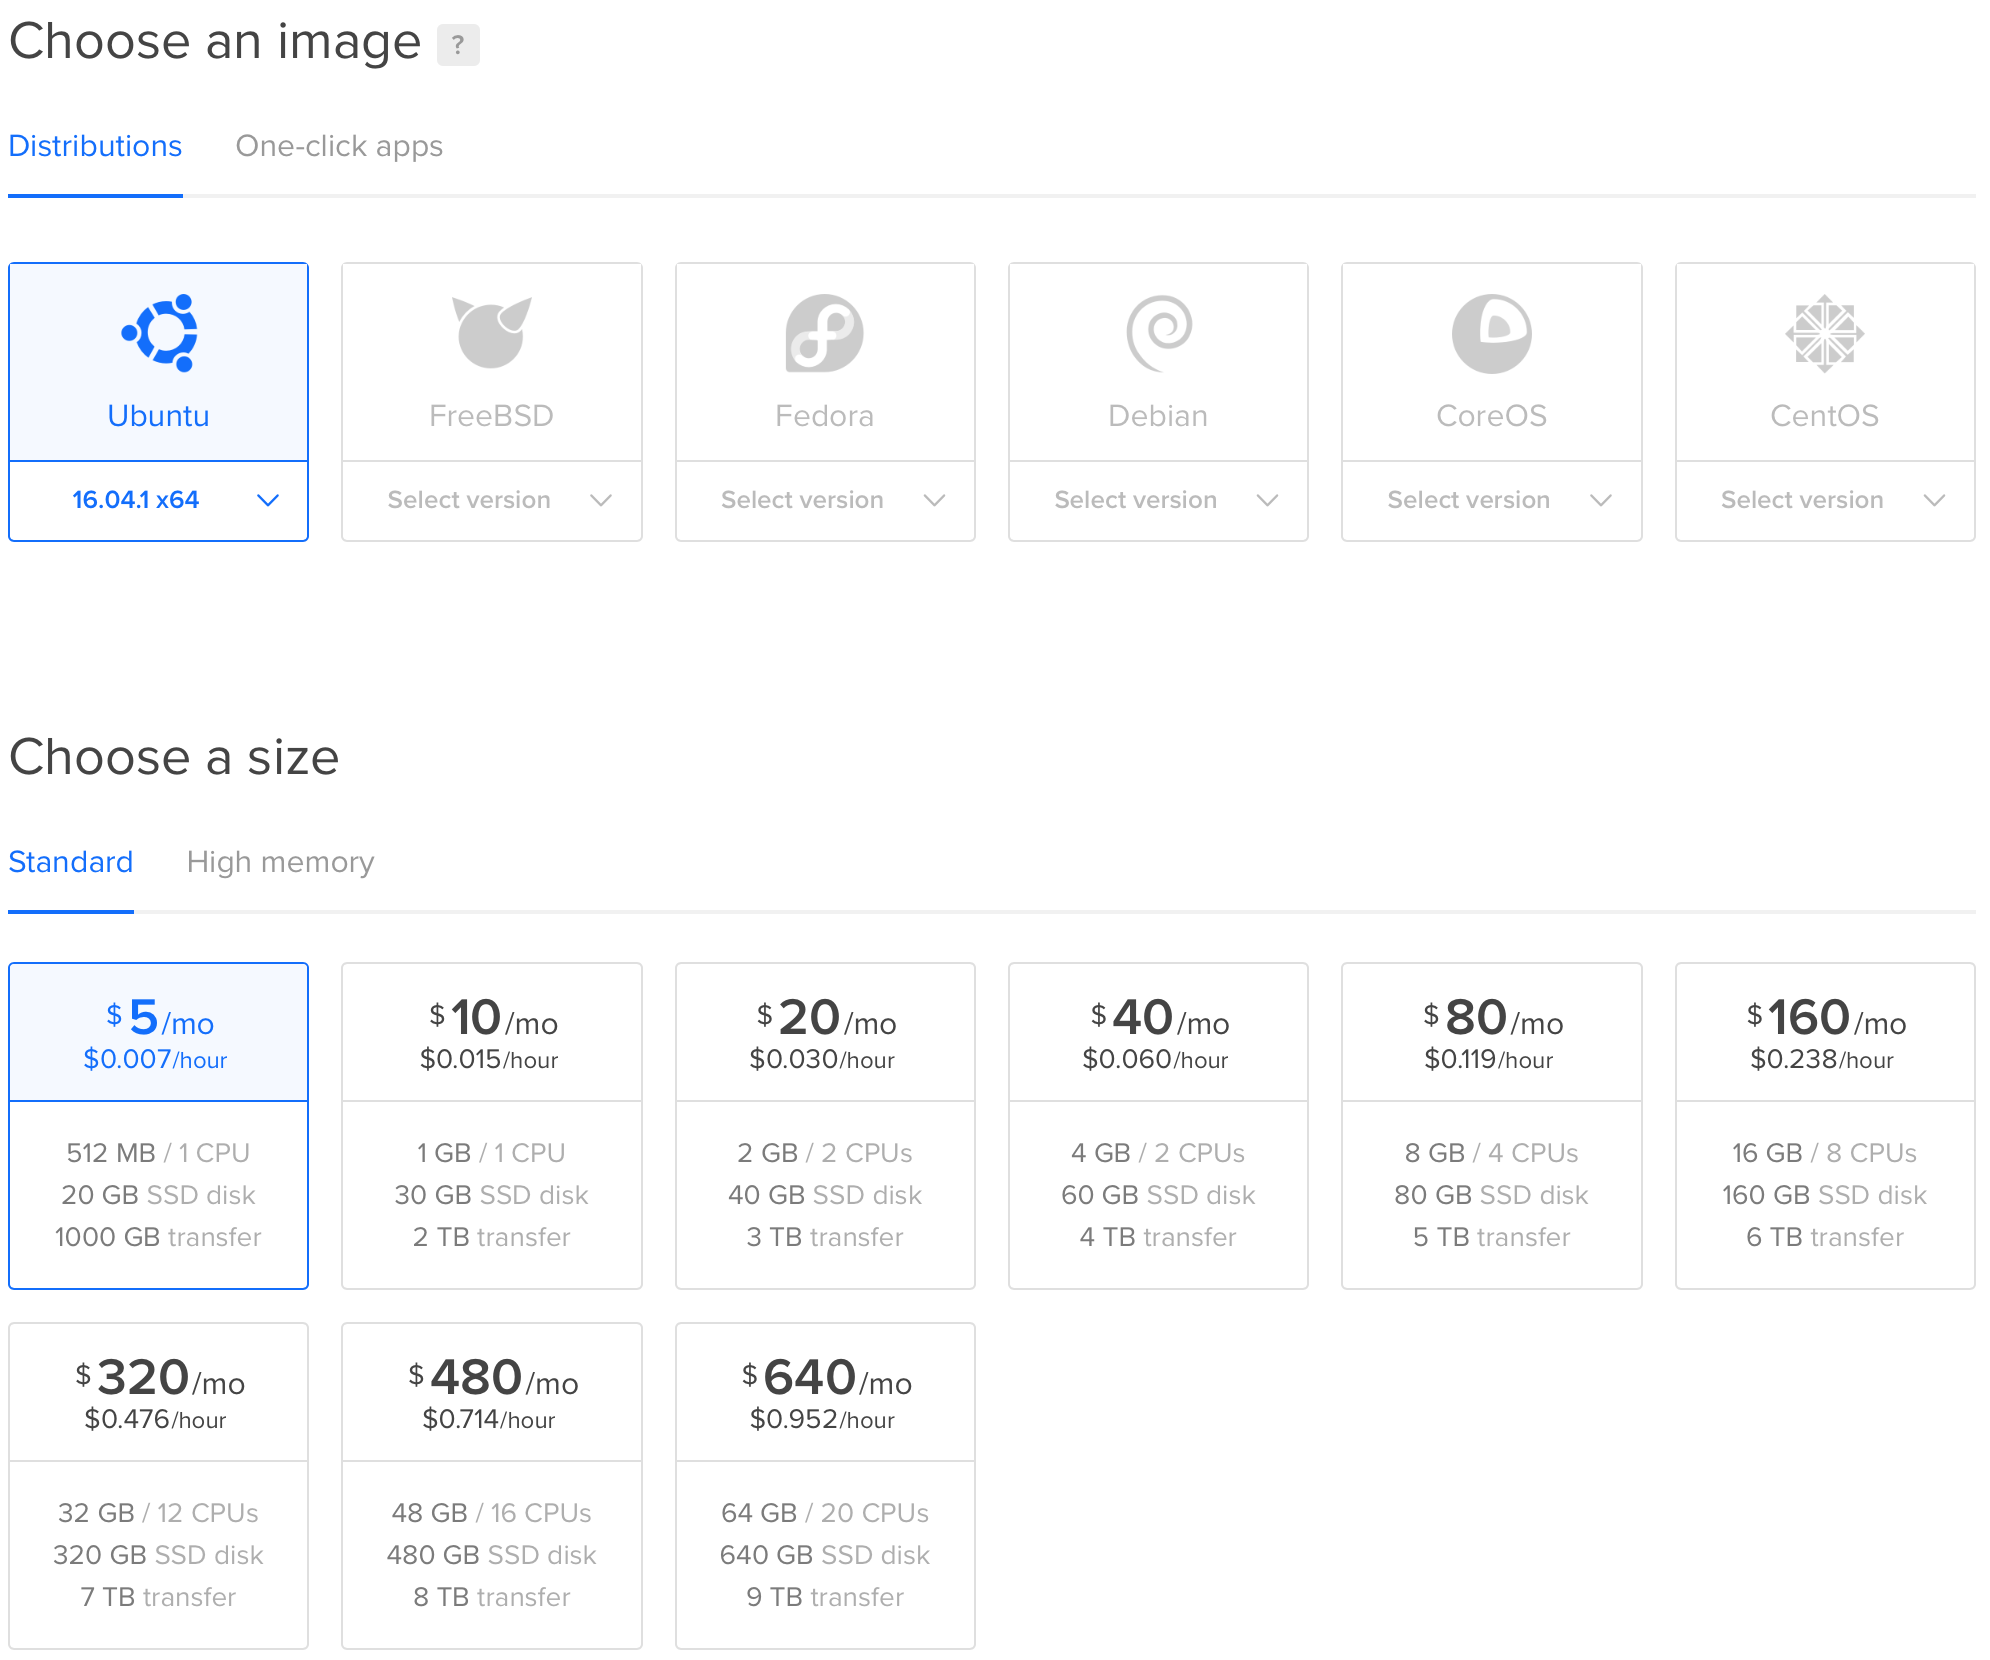 Choose an image ?
Distributions One-click apps
Ubuntu FreeBSD Fedora Debian CoreOS CentOS
16.04.1 x64 Select version Select version Select version Select version Select version
Choose a size
Standard High memory
$5/mo $10/mo $20/mo $40/mo $80/mo $160/mo
$0.007/hour $0.015/hour $0.030/hour $0.060/hour $0.119/hour $0.238/hour
512 MB / 1 CPU 1 GB / 1 CPU 2 GB / 2 CPUs 4 GB / 2 CPUs 8 GB / 4 CPUs 16 GB / 8 CPUs
20 GB SSD disk 30 GB SSD disk 40 GB SSD disk 60 GB SSD disk 80 GB SSD disk 160 GB SSD disk
1000 GB transfer 2 TB transfer 3 TB transfer 4 TB transfer 5 TB transfer 6 TB transfer
$320/mo $480/mo $640/mo
$0.476/hour $0.714/hour $0.952/hour
32 GB / 12 CPUs 48 GB / 16 CPUs 64 GB / 20 CPUs
320 GB SSD disk 480 GB SSD disk 640 GB SSD disk
7 TB transfer 8 TB transfer 9 TB transfer